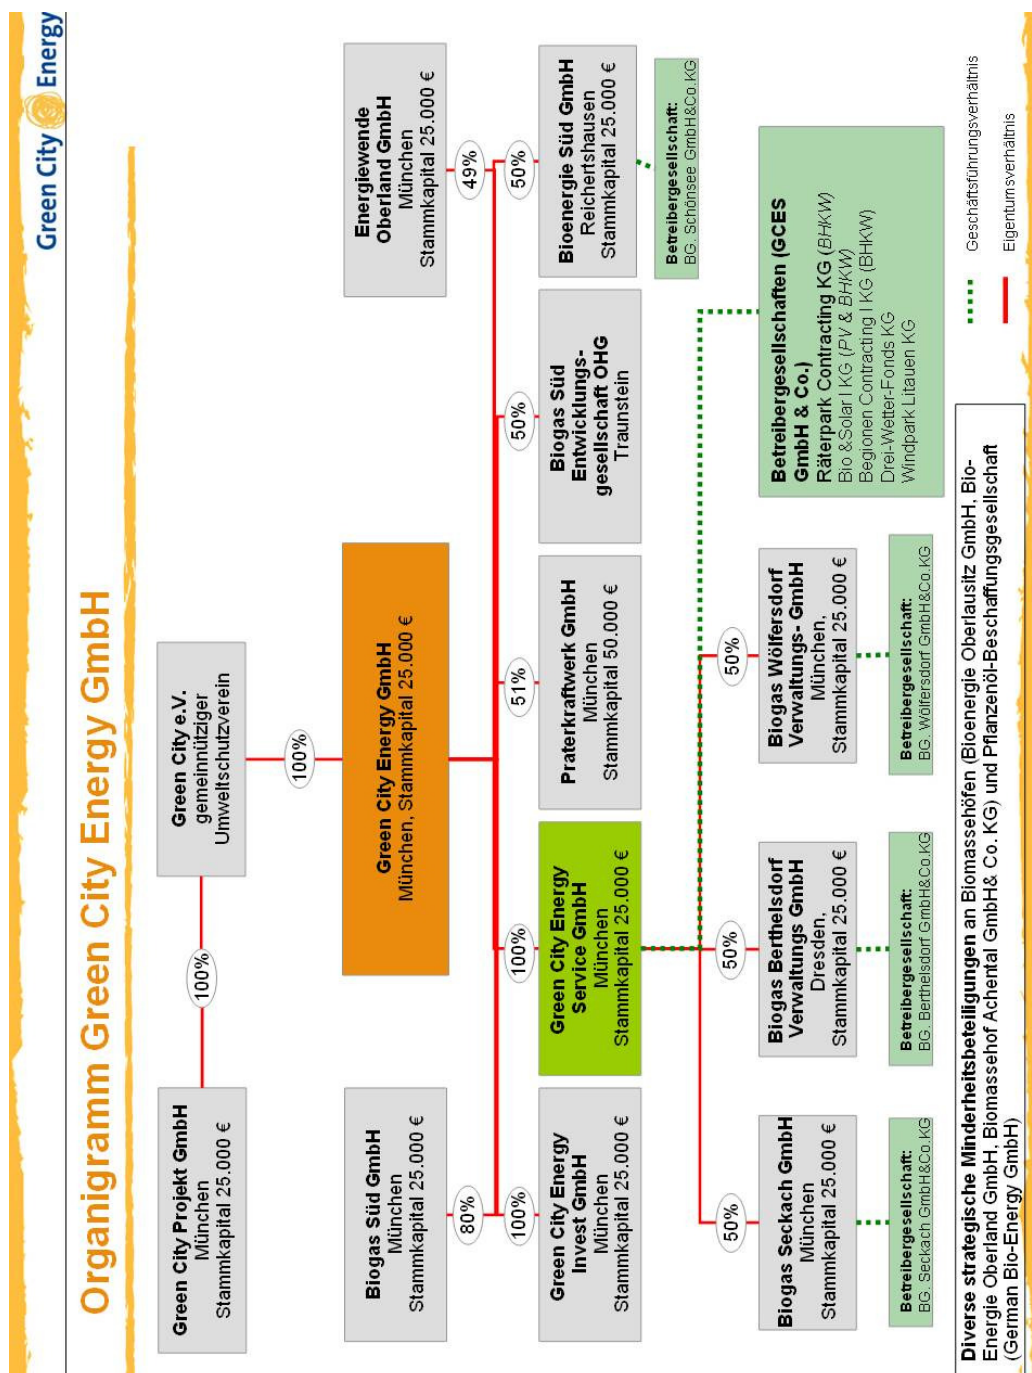 Green City Energy
Organigramm Green City Energy GmbH
Green City Projekt GmbH
München
Stammkapital 25.000 €
100%
Green City e.V.
gemeinnütziger
Umweltschutzverein
100%
Biogas Süd GmbH
München
Stammkapital 25.000 €
80%
Green City Energy GmbH
München, Stammkapital 25.000 €
Energiewende
Oberland GmbH
München
Stammkapital 25.000 €
49%
100%
Green City Energy
Invest GmbH
München
Stammkapital 25.000 €
100%
Green City Energy
Service GmbH
München
Stammkapital 25.000 €
51%
Praterkraftwerk GmbH
München
Stammkapital 50.000 €
50%
Biogas Süd
Entwicklungs-
gesellschaft OHG
Traunstein
50%
Bioenergie Süd GmbH
Reichertshausen
Stammkapital 25.000 €
Betreibergesellschaft:
BG. Schönsee GmbH&Co.KG
50%
Biogas Seckach GmbH
München
Stammkapital 25.000 €
Betreibergesellschaft:
BG. Seckach GmbH&Co.KG
50%
Biogas Berthelsdorf
Verwaltungs GmbH
Dresden,
Stammkapital 25.000 €
Betreibergesellschaft:
BG. Berthelsdorf GmbH&Co.KG
50%
Biogas Wölfersdorf
Verwaltungs- GmbH
München,
Stammkapital 25.000 €
Betreibergesellschaft:
BG. Wölfersdorf GmbH&Co.KG
Betreibergesellschaften (GCES
GmbH & Co.)
Räterpark Contracting KG (BHKW)
Bio &Solar I KG (PV & BHKW)
Begionen Contracting I KG (BHKW)
Drei-Wetter-Fonds KG
Windpark Litauen KG
Diverse strategische Minderheitsbeteiligungen an Biomassehöfen (Bioenergie Oberlausitz GmbH, Bio-
Energie Oberland GmbH, Biomassehof Achental GmbH& Co. KG) und Pflanzenöl-Beschaffungsgesellschaft
(German Bio-Energy GmbH)
Geschäftsführungsverhältnis
Eigentumsverhältnis